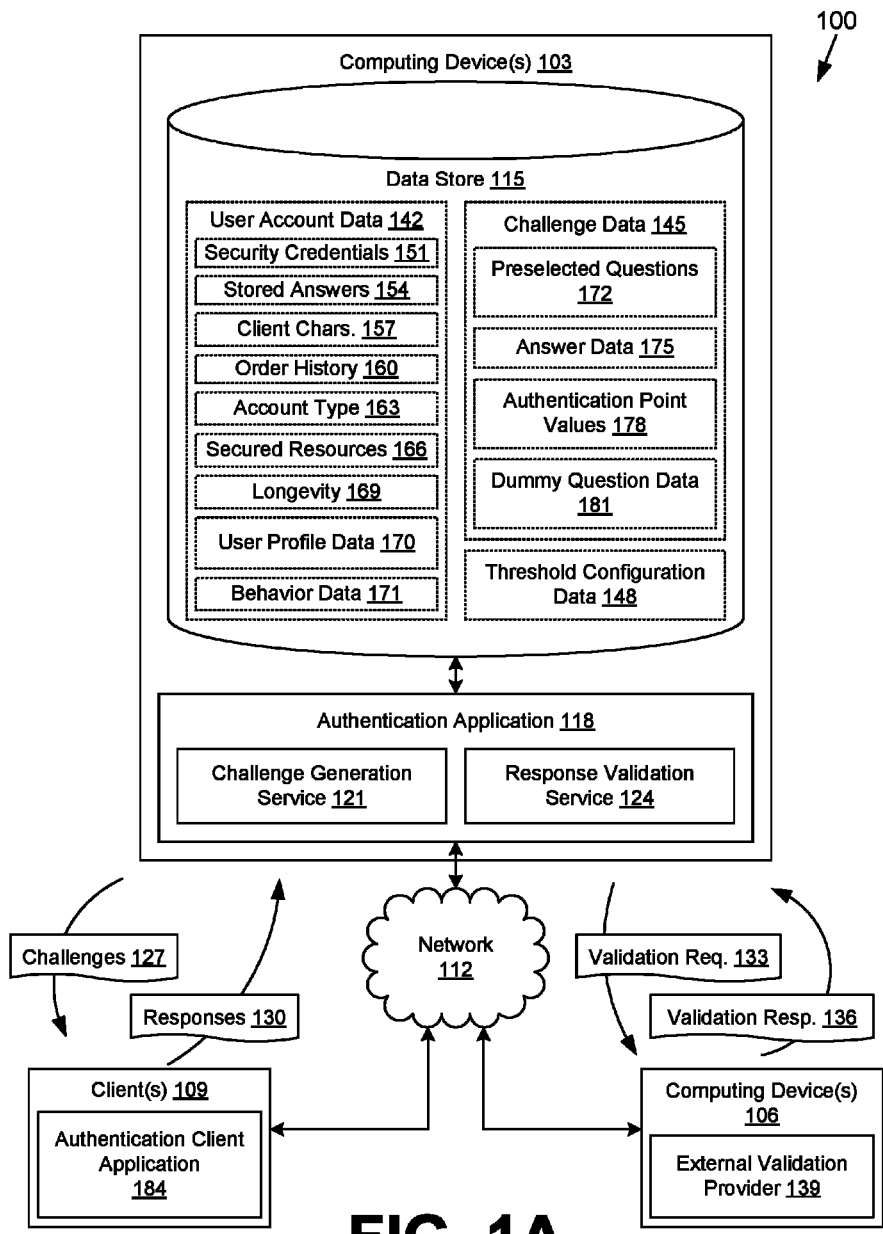 100
Computing Device(s) 103
Data Store 115
User Account Data 142
Security Credentials 151
Stored Answers 154
Client Chars. 157
Order History 160
Account Type 163
Secured Resources 166
Longevity 169
User Profile Data 170
Behavior Data 171
Challenge Data 145
Preselected Questions
172
Answer Data 175
Authentication Point
Values 178
Dummy Question Data
181
Threshold Configuration
Data 148
Authentication Application 118
Challenge Generation
Service 121
Response Validation
Service 124
Challenges 127
Responses 130
Network
112
Validation Req. 133
Validation Resp. 136
Client(s) 109
Authentication Client
Application
184
Computing Device(s)
106
External Validation
Provider 139
FIG. 1A